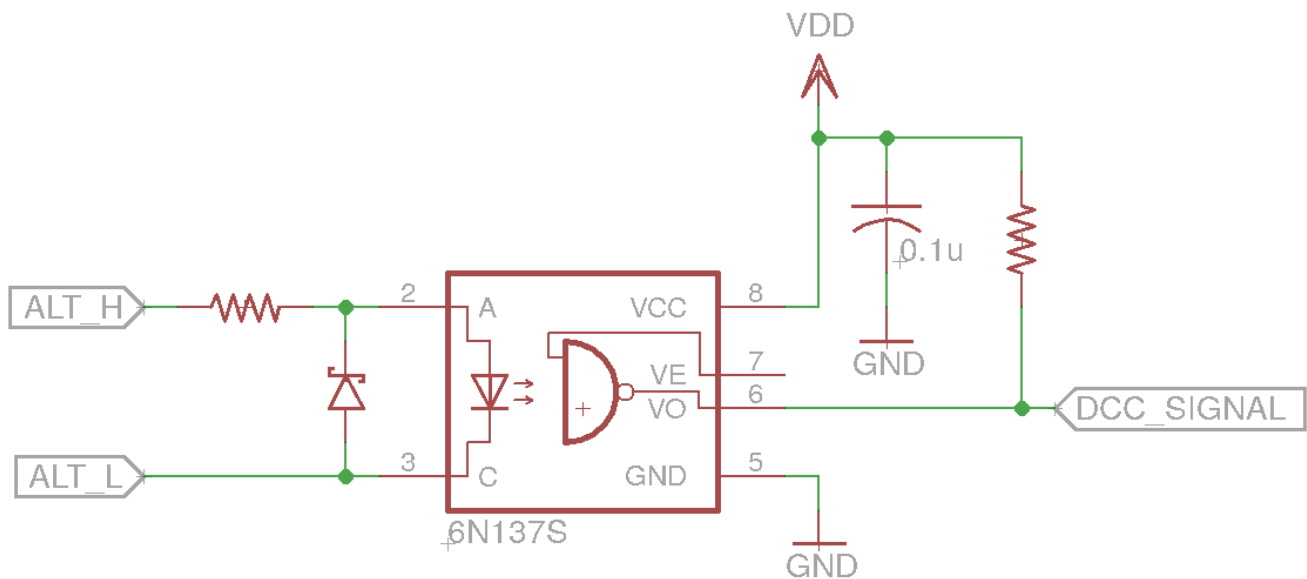 VDD
0.1u
ALT_H
2
A
VCC
8
GND
VE
7
VO
6
DCC_SIGNAL
ALT_L
3
C
GND
5
6N137S
GND